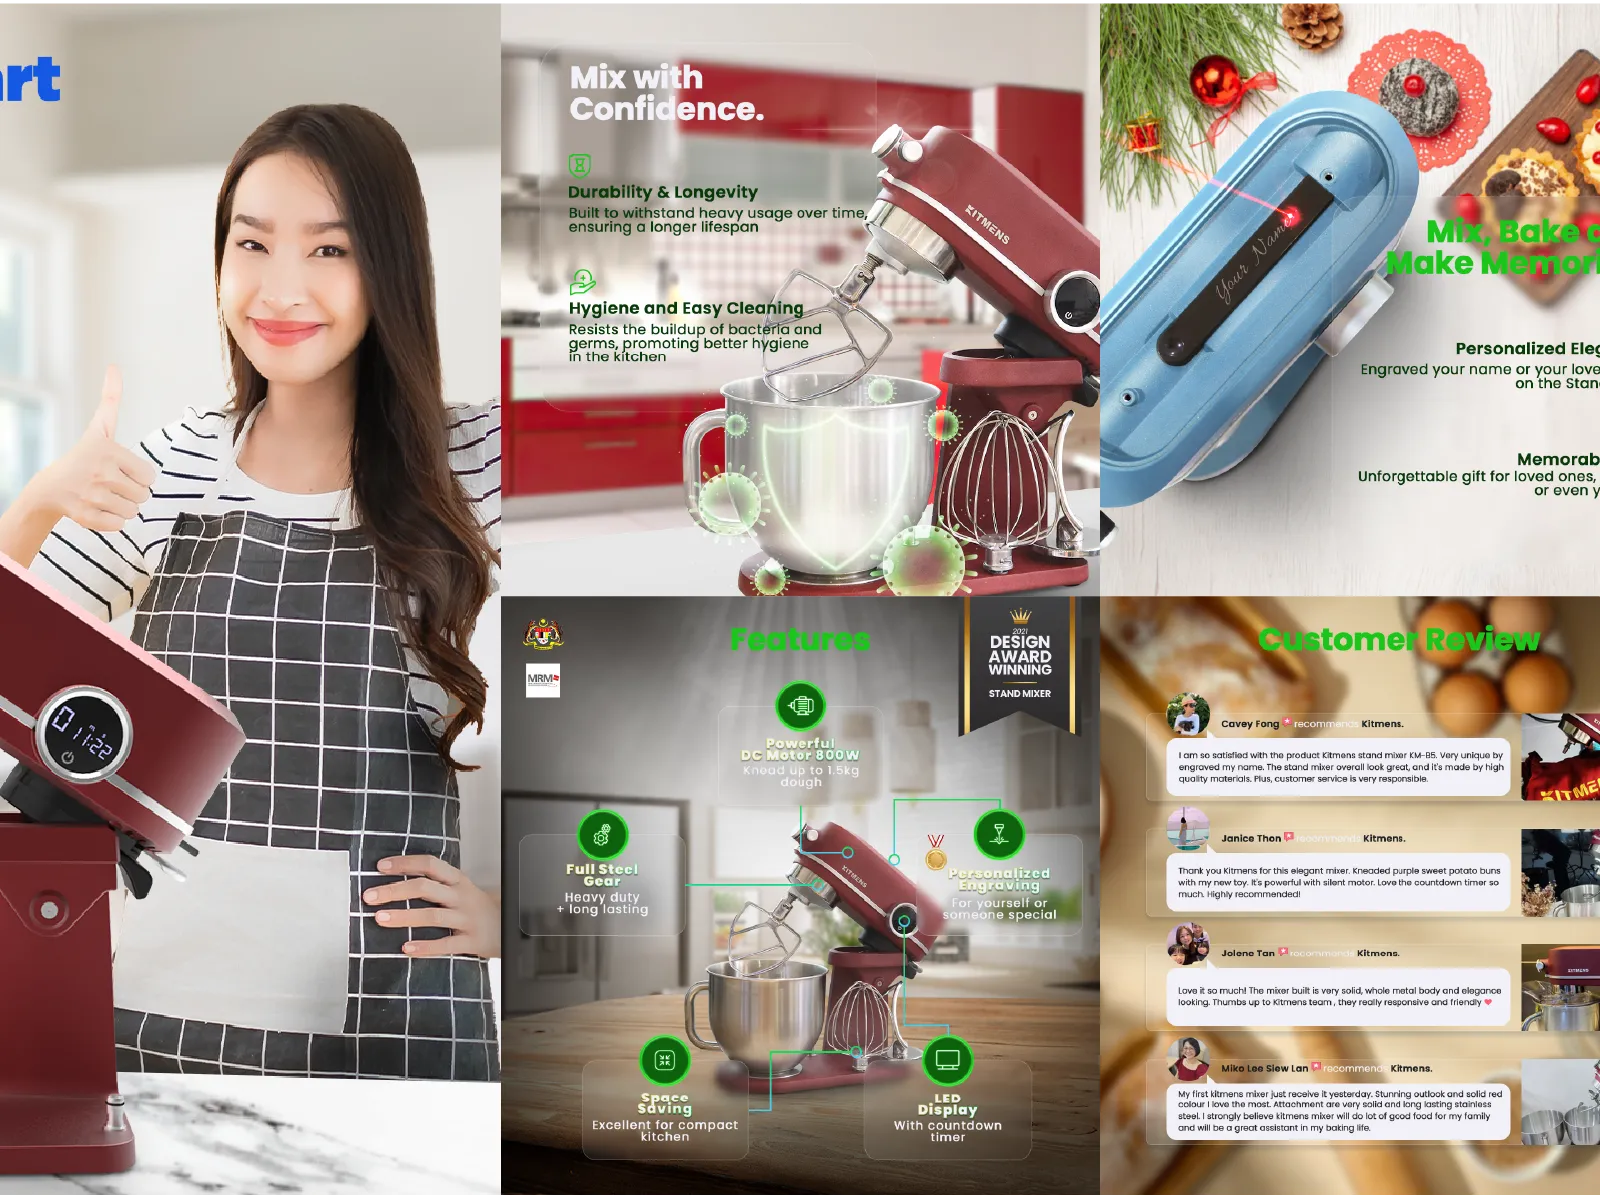 art
Mix with
Confidence.
Durability & Longevity
Built to withstand heavy usage over time,
ensuring a longer lifespan
Hygiene and Easy Cleaning
Resists the buildup of bacteria and
germs, promoting better hygiene
in the kitchen
KITMENS
Your Name
Mix, Bake a
Make Memori
Personalized Eleg
Engraved your name or your love
on the Stand
Memorab
Unforgettable gift for loved ones,
or even y
0 11:22
MRM
Features
2021
DESIGN
AWARD
WINNING
STAND MIXER
Powerful
DC Motor 800W
Knead up to 1.5kg
dough
Full Steel
Gear
Heavy duty
+ long lasting
Personalized
Engraving
For yourself or
someone special
KITMENS
Space
Saving
Excellent for compact
kitchen
LED
Display
With countdown
timer
Customer Review
Cavey Fong recommends Kitmens.
I am so satisfied with the product Kitmens stand mixer KM-B5. Very unique by
engraved my name. The stand mixer overall look great, and it's made by high
quality materials. Plus, customer service is very responsible.
KITME
Janice Thon recommends Kitmens.
Thank you Kitmens for this elegant mixer. Kneaded purple sweet potato buns
with my new toy. It's powerful with silent motor. Love the countdown timer so
much. Highly recommended!
Jolene Tan recommends Kitmens.
Love it so much! The mixer built is very solid, whole metal body and elegance
looking. Thumbs up to Kitmens team , they really responsive and friendly
KITMENS
Miko Lee Siew Lan recommends Kitmens.
My first kitmens mixer just receive it yesterday. Stunning outlook and solid red
colour I love the most. Attachment are very solid and long lasting stainless
steel. I strongly believe kitmens mixer will do lot of good food for my family
and will be a great assistant in my baking life.